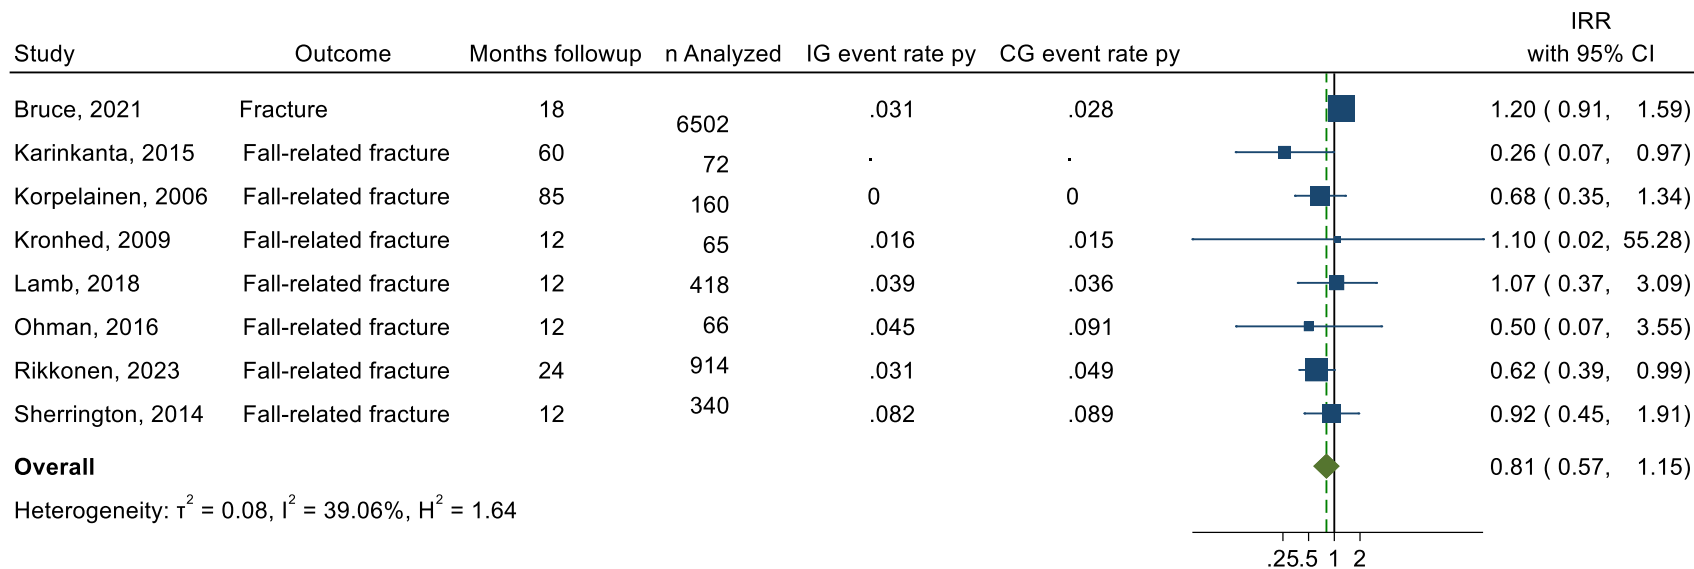 IRR
Study Outcome Months followup n Analyzed IG event rate py CG event rate py with 95% CI
Bruce, 2021 Fracture 18 6502 .031 .028 1.20 ( 0.91, 1.59)
Karinkanta, 2015 Fall-related fracture 60 72 . . 0.26 ( 0.07, 0.97)
Korpelainen, 2006 Fall-related fracture 85 160 0 0 0.68 ( 0.35, 1.34)
Kronhed, 2009 Fall-related fracture 12 65 .016 .015 1.10 ( 0.02, 55.28)
Lamb, 2018 Fall-related fracture 12 418 .039 .036 1.07 ( 0.37, 3.09)
Ohman, 2016 Fall-related fracture 12 66 .045 .091 0.50 ( 0.07, 3.55)
Rikkonen, 2023 Fall-related fracture 24 914 .031 .049 0.62 ( 0.39, 0.99)
Sherrington, 2014 Fall-related fracture 12 340 .082 .089 0.92 ( 0.45, 1.91)
Overall 0.81 ( 0.57, 1.15)
Heterogeneity: τ² = 0.08, I² = 39.06%, H² = 1.64
.25 .5 1 2